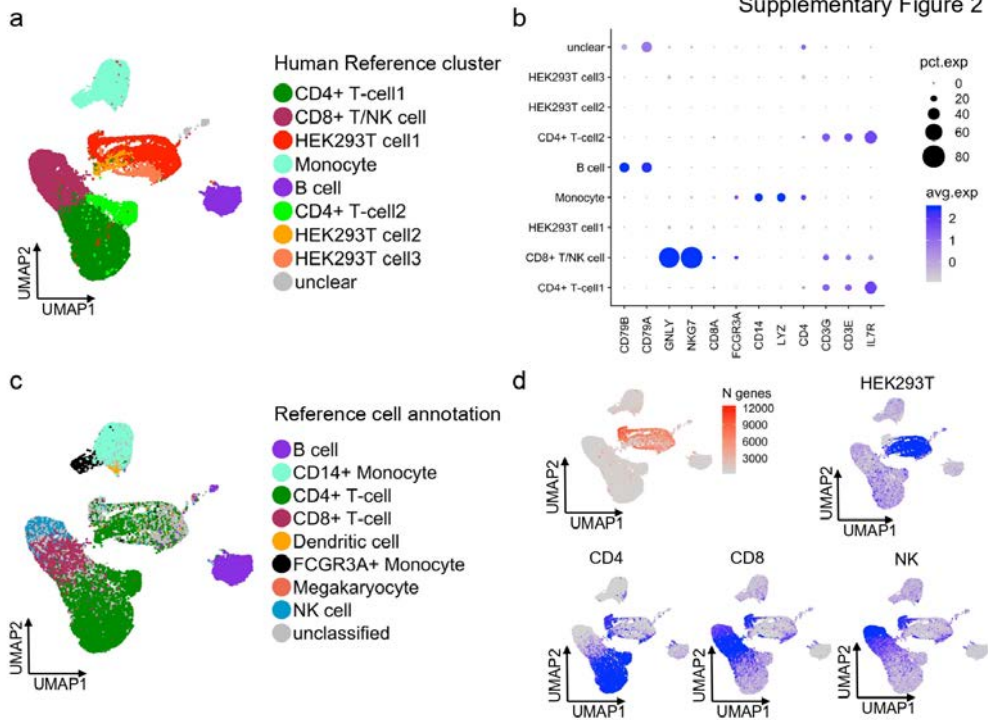 Supplementary Figure 2
a
Human Reference cluster
CD4+ T-cell1
CD8+ T/NK cell
HEK293T cell1
Monocyte
B cell
CD4+ T-cell2
HEK293T cell2
HEK293T cell3
unclear
UMAP2
UMAP1
b
unclear
HEK293T cell3
HEK293T cell2
CD4+ T-cell2
B cell
Monocyte
HEK293T cell1
CD8+ T/NK cell
CD4+ T-cell1
CD79B
CD79A
GNLY
NKG7
CD8A
FCGR3A
CD14
LYZ
CD4
CD3G
CD3E
IL7R
pct.exp
0
20
40
60
80
avg.exp
2
1
0
c
Reference cell annotation
B cell
CD14+ Monocyte
CD4+ T-cell
CD8+ T-cell
Dendritic cell
FCGR3A+ Monocyte
Megakaryocyte
NK cell
unclassified
UMAP2
UMAP1
d
N genes
12000
9000
6000
3000
UMAP2
UMAP1
HEK293T
UMAP2
UMAP1
CD4
UMAP2
UMAP1
CD8
UMAP2
UMAP1
NK
UMAP2
UMAP1